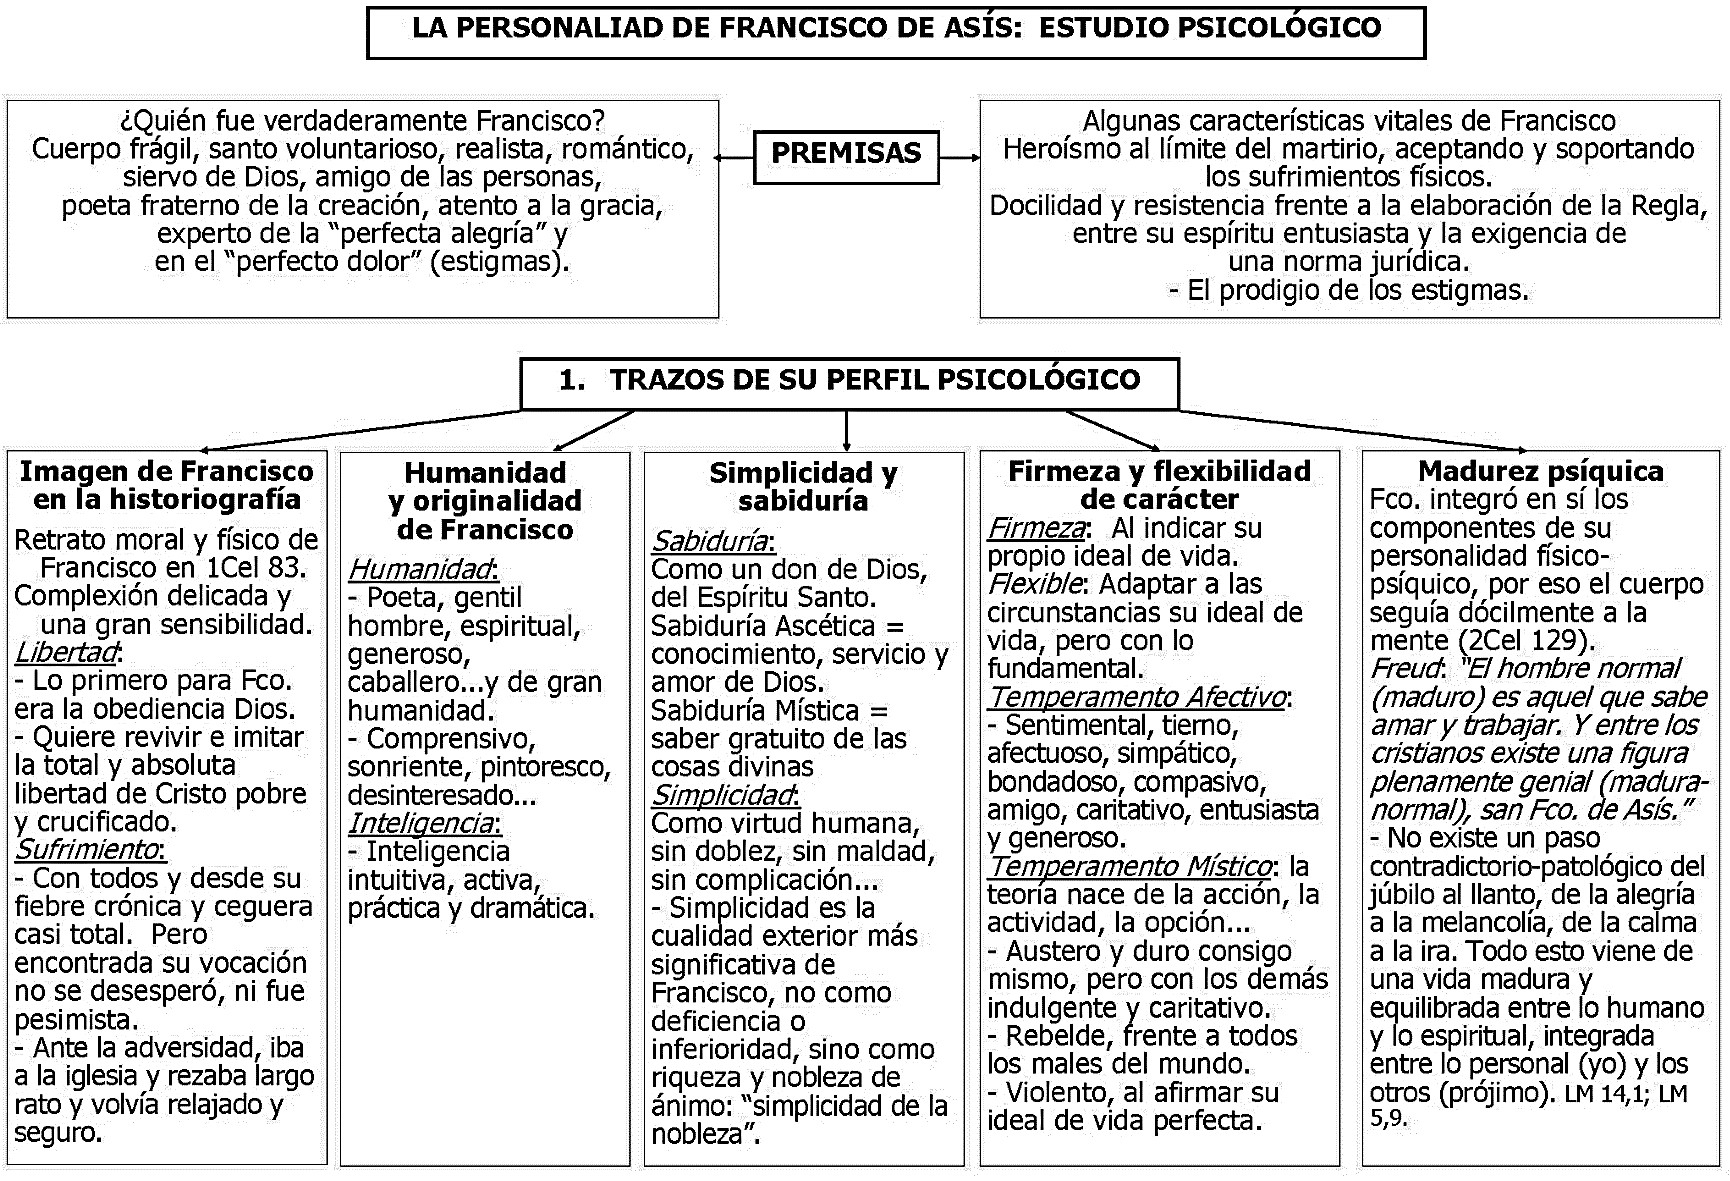 LA PERSONALIAD DE FRANCISCO DE ASÍS:  ESTUDIO PSICOLÓGICO
¿Quién fue verdaderamente Francisco?
Cuerpo frágil, santo voluntarioso, realista, romántico,
siervo de Dios, amigo de las personas,
poeta fraterno de la creación, atento a la gracia,
experto de la “perfecta alegría” y
en el “perfecto dolor” (estigmas).
PREMISAS
Algunas características vitales de Francisco
Heroísmo al límite del martirio, aceptando y soportando
los sufrimientos físicos.
Docilidad y resistencia frente a la elaboración de la Regla,
entre su espíritu entusiasta y la exigencia de
una norma jurídica.
- El prodigio de los estigmas.
1.   TRAZOS DE SU PERFIL PSICOLÓGICO
Imagen de Francisco
en la historiografía
Retrato moral y físico de
Francisco en 1Cel 83.
Complexión delicada y
una gran sensibilidad.
Libertad:
- Lo primero para Fco.
era la obediencia Dios.
- Quiere revivir e imitar
la total y absoluta
libertad de Cristo pobre
y crucificado.
Sufrimiento:
- Con todos y desde su
fiebre crónica y ceguera
casi total.  Pero
encontrada su vocación
no se desesperó, ni fue
pesimista.
- Ante la adversidad, iba
a la iglesia y rezaba largo
rato y volvía relajado y
seguro.
Humanidad
y originalidad
de Francisco
Humanidad:
- Poeta, gentil
hombre, espiritual,
generoso,
caballero...y de gran
humanidad.
- Comprensivo,
sonriente, pintoresco,
desinteresado...
Inteligencia:
- Inteligencia
intuitiva, activa,
práctica y dramática.
Simplicidad y
sabiduría
Sabiduría:
Como un don de Dios,
del Espíritu Santo.
Sabiduría Ascética =
conocimiento, servicio y
amor de Dios.
Sabiduría Mística =
saber gratuito de las
cosas divinas
Simplicidad:
Como virtud humana,
sin doblez, sin maldad,
sin complicación...
- Simplicidad es la
cualidad exterior más
significativa de
Francisco, no como
deficiencia o
inferioridad, sino como
riqueza y nobleza de
ánimo: “simplicidad de la
nobleza”.
Firmeza y flexibilidad
de carácter
Firmeza:  Al indicar su
propio ideal de vida.
Flexible: Adaptar a las
circunstancias su ideal de
vida, pero con lo
fundamental.
Temperamento Afectivo:
- Sentimental, tierno,
afectuoso, simpático,
bondadoso, compasivo,
amigo, caritativo, entusiasta
y generoso.
Temperamento Místico: la
teoría nace de la acción, la
actividad, la opción...
- Austero y duro consigo
mismo, pero con los demás
indulgente y caritativo.
- Rebelde, frente a todos
los males del mundo.
- Violento, al afirmar su
ideal de vida perfecta.
Madurez psíquica
Fco. integró en sí los
componentes de su
personalidad físico-
psíquico, por eso el cuerpo
seguía dócilmente a la
mente (2Cel 129).
Freud: “El hombre normal
(maduro) es aquel que sabe
amar y trabajar. Y entre los
cristianos existe una figura
plenamente genial (madura-
normal), san Fco. de Asís.”
- No existe un paso
contradictorio-patológico del
júbilo al llanto, de la alegría
a la melancolía, de la calma
a la ira. Todo esto viene de
una vida madura y
equilibrada entre lo humano
y lo espiritual, integrada
entre lo personal (yo) y los
otros (prójimo). LM 14,1; LM
5,9.